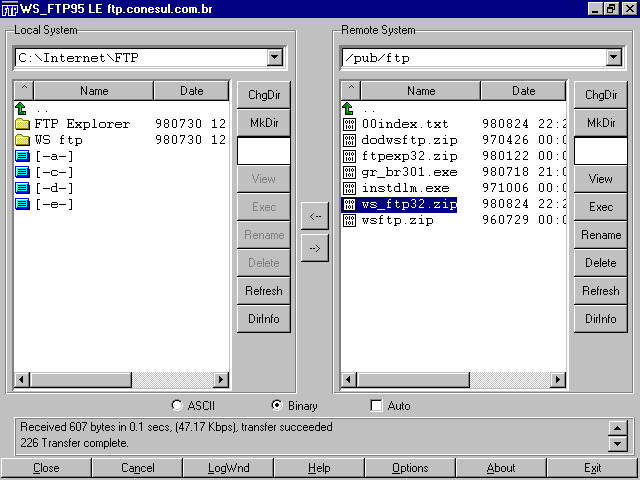 WS_FTP95 LE ftp.conesul.com.br
Local System
C:\Internet\FTP
^ Name Date
..
FTP Explorer 980730 12
WS ftp 980730 12
[-a-]
[-c-]
[-d-]
[-e-]
ChgDir
MkDir
View
Exec
Rename
Delete
Refresh
DirInfo
<--
-->
Remote System
/pub/ftp
^ Name Date
..
00index.txt 980824 22:2
dodwsftp.zip 970426 00:0
ftpexp32.zip 980122 00:0
gr_br301.exe 980718 21:0
instdlm.exe 971006 00:0
ws_ftp32.zip 980824 22:2
wsftp.zip 960729 00:0
ChgDir
MkDir
View
Exec
Rename
Delete
Refresh
DirInfo
ASCII Binary Auto
Received 607 bytes in 0.1 secs, (47.17 Kbps), transfer succeeded
226 Transfer complete.
Close Cancel LogWnd Help Options About Exit